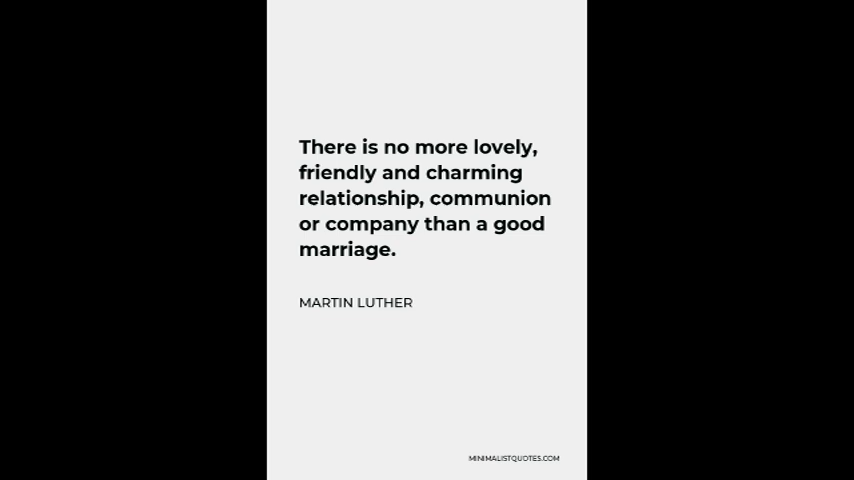 There is no more lovely,
friendly and charming
relationship, communion
or company than a good
marriage.
MARTIN LUTHER
MINIMALISTQUOTES.COM